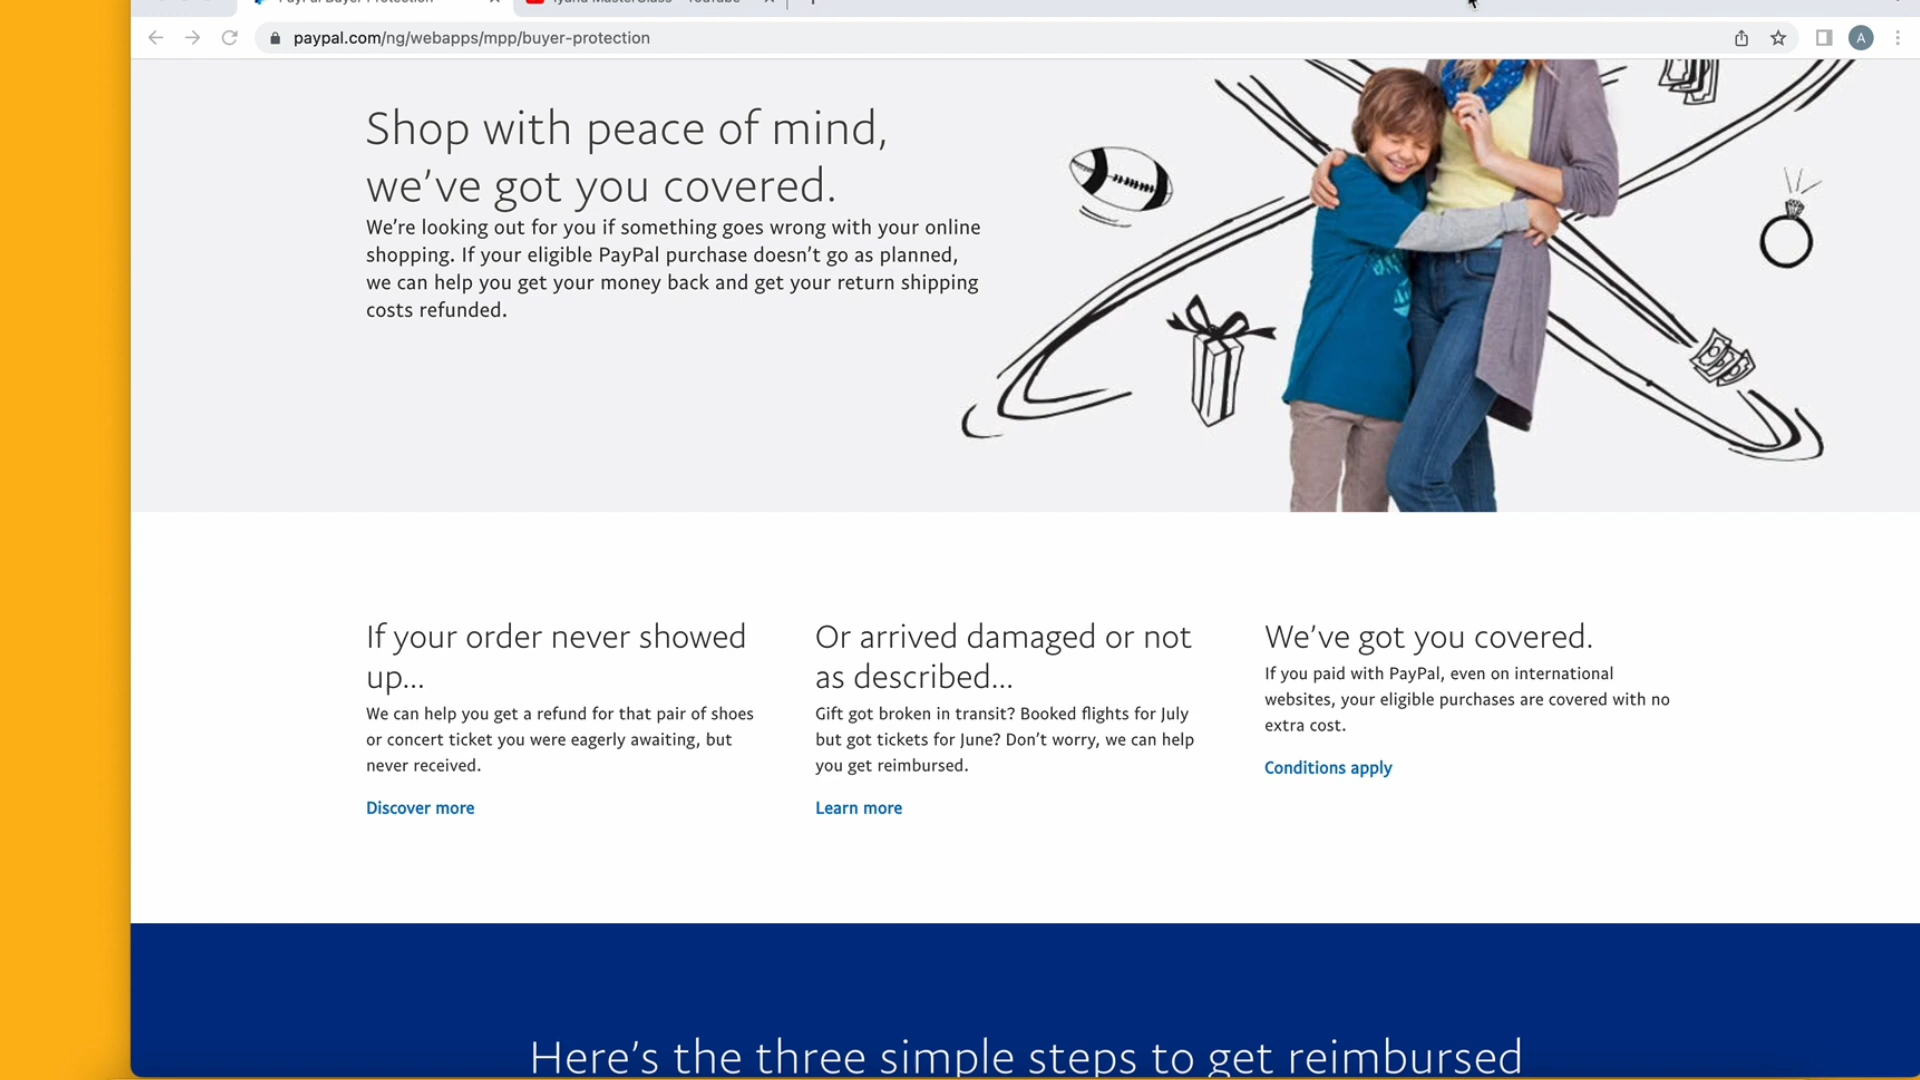 paypal.com/ng/webapps/mpp/buyer-protection
A
Shop with peace of mind,
we’ve got you covered.
We’re looking out for you if something goes wrong with your online
shopping. If your eligible PayPal purchase doesn’t go as planned,
we can help you get your money back and get your return shipping
costs refunded.
If your order never showed
up...
We can help you get a refund for that pair of shoes
or concert ticket you were eagerly awaiting, but
never received.
Discover more
Or arrived damaged or not
as described...
Gift got broken in transit? Booked flights for July
but got tickets for June? Don’t worry, we can help
you get reimbursed.
Learn more
We’ve got you covered.
If you paid with PayPal, even on international
websites, your eligible purchases are covered with no
extra cost.
Conditions apply
Here’s the three simple steps to get reimbursed